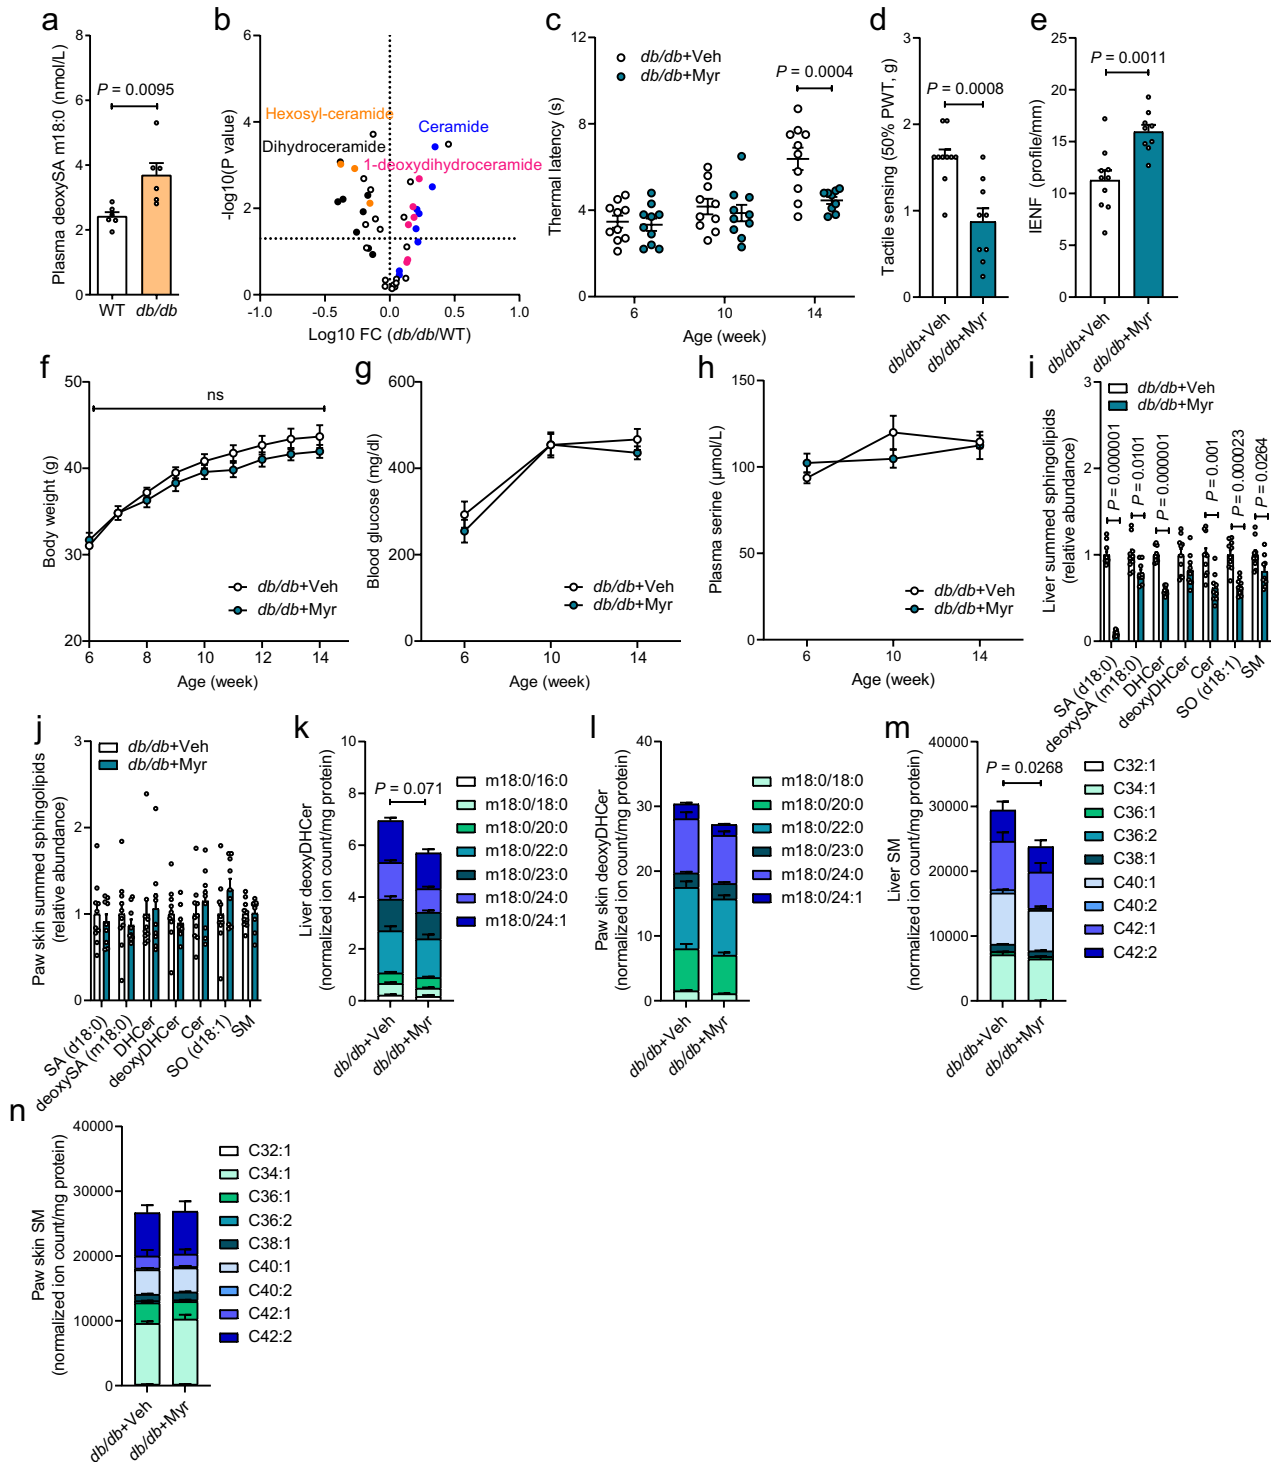 a
Plasma deoxySA m18:0 (nmol/L)
8
6
4
2
0
P = 0.0095
WT
db/db
b
-log10(P value)
6
4
2
0
Hexosyl-ceramide
Ceramide
Dihydroceramide
1-deoxydihydroceramide
-1.0
-0.5
0.0
0.5
1.0
Log10 FC (db/db/WT)
c
Thermal latency (s)
12
8
4
0
db/db+Veh
db/db+Myr
P = 0.0004
6
10
14
Age (week)
d
Tactile sensing (50% PWT, g)
3
2
1
0
P = 0.0008
db/db+Veh
db/db+Myr
e
IENF (profile/mm)
25
20
15
10
5
0
P = 0.0011
db/db+Veh
db/db+Myr
f
Body weight (g)
50
40
30
20
ns
db/db+Veh
db/db+Myr
6
8
10
12
14
Age (week)
g
Blood glucose (mg/dl)
600
400
200
0
db/db+Veh
db/db+Myr
6
10
14
Age (week)
h
Plasma serine (μmol/L)
150
100
50
0
db/db+Veh
db/db+Myr
6
10
14
Age (week)
i
Liver summed sphingolipids
(relative abundance)
3
2
1
0
db/db+Veh
db/db+Myr
P = 0.000001
P = 0.0101
P = 0.000001
P = 0.001
P = 0.000023
P = 0.0264
SA (d18:0)
deoxySA (m18:0)
DHCer
deoxyDHCer
Cer
SO (d18:1)
SM
j
Paw skin summed sphingolipids
(relative abundance)
3
2
1
0
db/db+Veh
db/db+Myr
SA (d18:0)
deoxySA (m18:0)
DHCer
deoxyDHCer
Cer
SO (d18:1)
SM
k
Liver deoxyDHCer
(normalized ion count/mg protein)
10
8
6
4
2
0
P = 0.071
db/db+Veh
db/db+Myr
m18:0/16:0
m18:0/18:0
m18:0/20:0
m18:0/22:0
m18:0/23:0
m18:0/24:0
m18:0/24:1
l
Paw skin deoxyDHCer
(normalized ion count/mg protein)
40
30
20
10
0
db/db+Veh
db/db+Myr
m18:0/18:0
m18:0/20:0
m18:0/22:0
m18:0/23:0
m18:0/24:0
m18:0/24:1
m
Liver SM
(normalized ion count/mg protein)
40000
30000
20000
10000
0
P = 0.0268
db/db+Veh
db/db+Myr
C32:1
C34:1
C36:1
C36:2
C38:1
C40:1
C40:2
C42:1
C42:2
n
Paw skin SM
(normalized ion count/mg protein)
40000
30000
20000
10000
0
db/db+Veh
db/db+Myr
C32:1
C34:1
C36:1
C36:2
C38:1
C40:1
C40:2
C42:1
C42:2